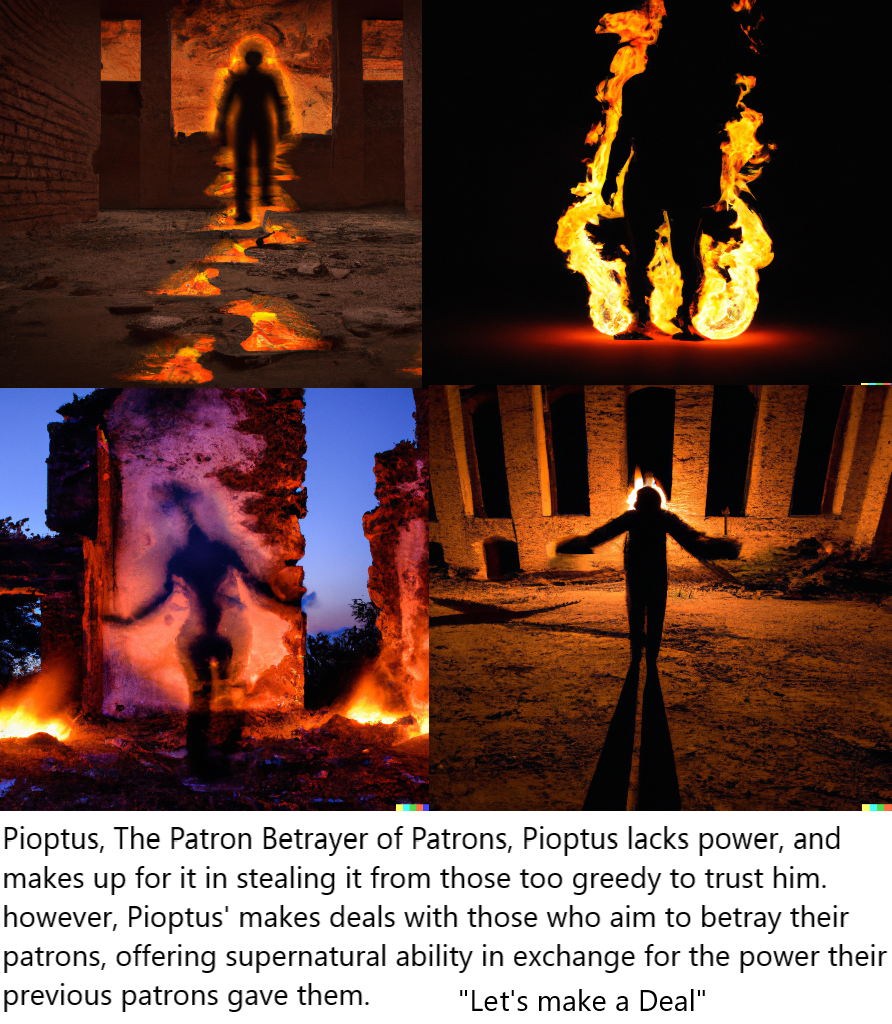 Pioptus, The Patron Betrayer of Patrons, Pioptus lacks power, and
makes up for it in stealing it from those too greedy to trust him.
however, Pioptus' makes deals with those who aim to betray their
patrons, offering supernatural ability in exchange for the power their
previous patrons gave them.
"Let's make a Deal"